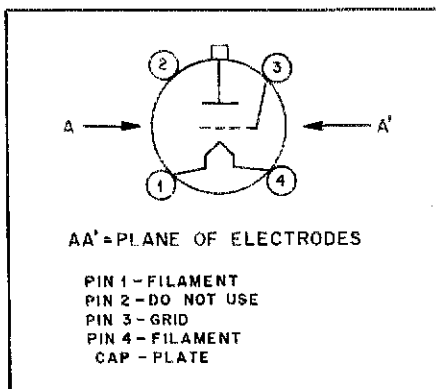 2 3
A A'
1 4
AA'=PLANE OF ELECTRODES
PIN 1-FILAMENT
PIN 2-DO NOT USE
PIN 3-GRID
PIN 4-FILAMENT
CAP - PLATE